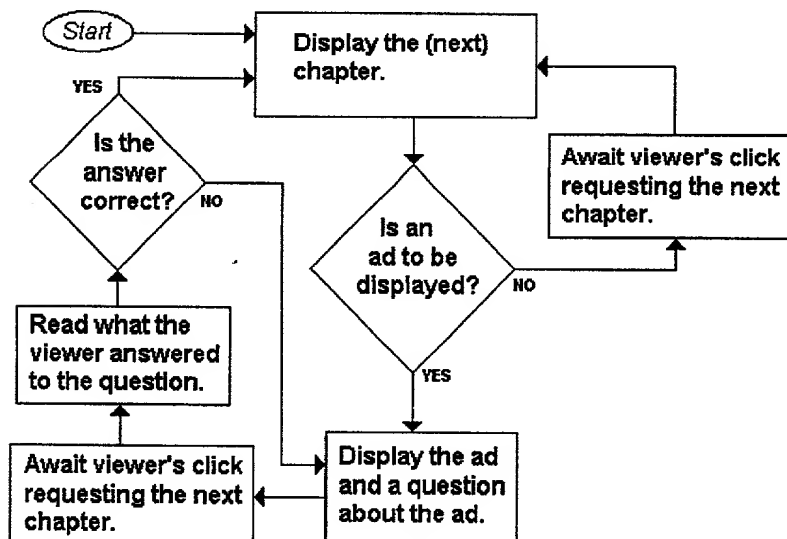 Start
Display the (next)
chapter.
YES
Is the
answer
correct?
NO
Await viewer's click
requesting the next
chapter.
Is an
ad to be
displayed?
NO
YES
Read what the
viewer answered
to the question.
Await viewer's click
requesting the next
chapter.
Display the ad
and a question
about the ad.